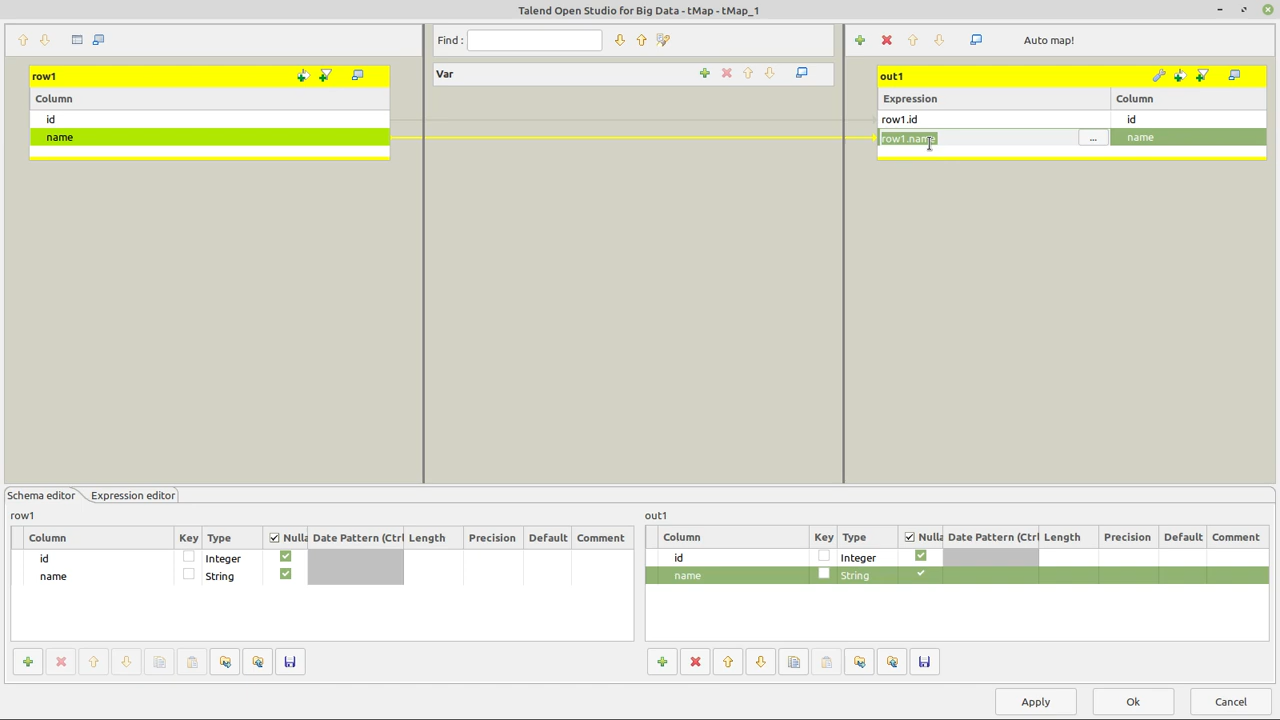 Talend Open Studio for Big Data - tMap - tMap_1
Find :
Auto map!
row1
Column
id
name
Var
out1
Expression Column
row1.id id
row1.name ... name
Schema editor Expression editor
row1
Column Key Type Nulla Date Pattern (Ctrl Length Precision Default Comment
id Integer
name String
out1
Column Key Type Nulla Date Pattern (Ctrl Length Precision Default Comment
id Integer
name String
Apply Ok Cancel